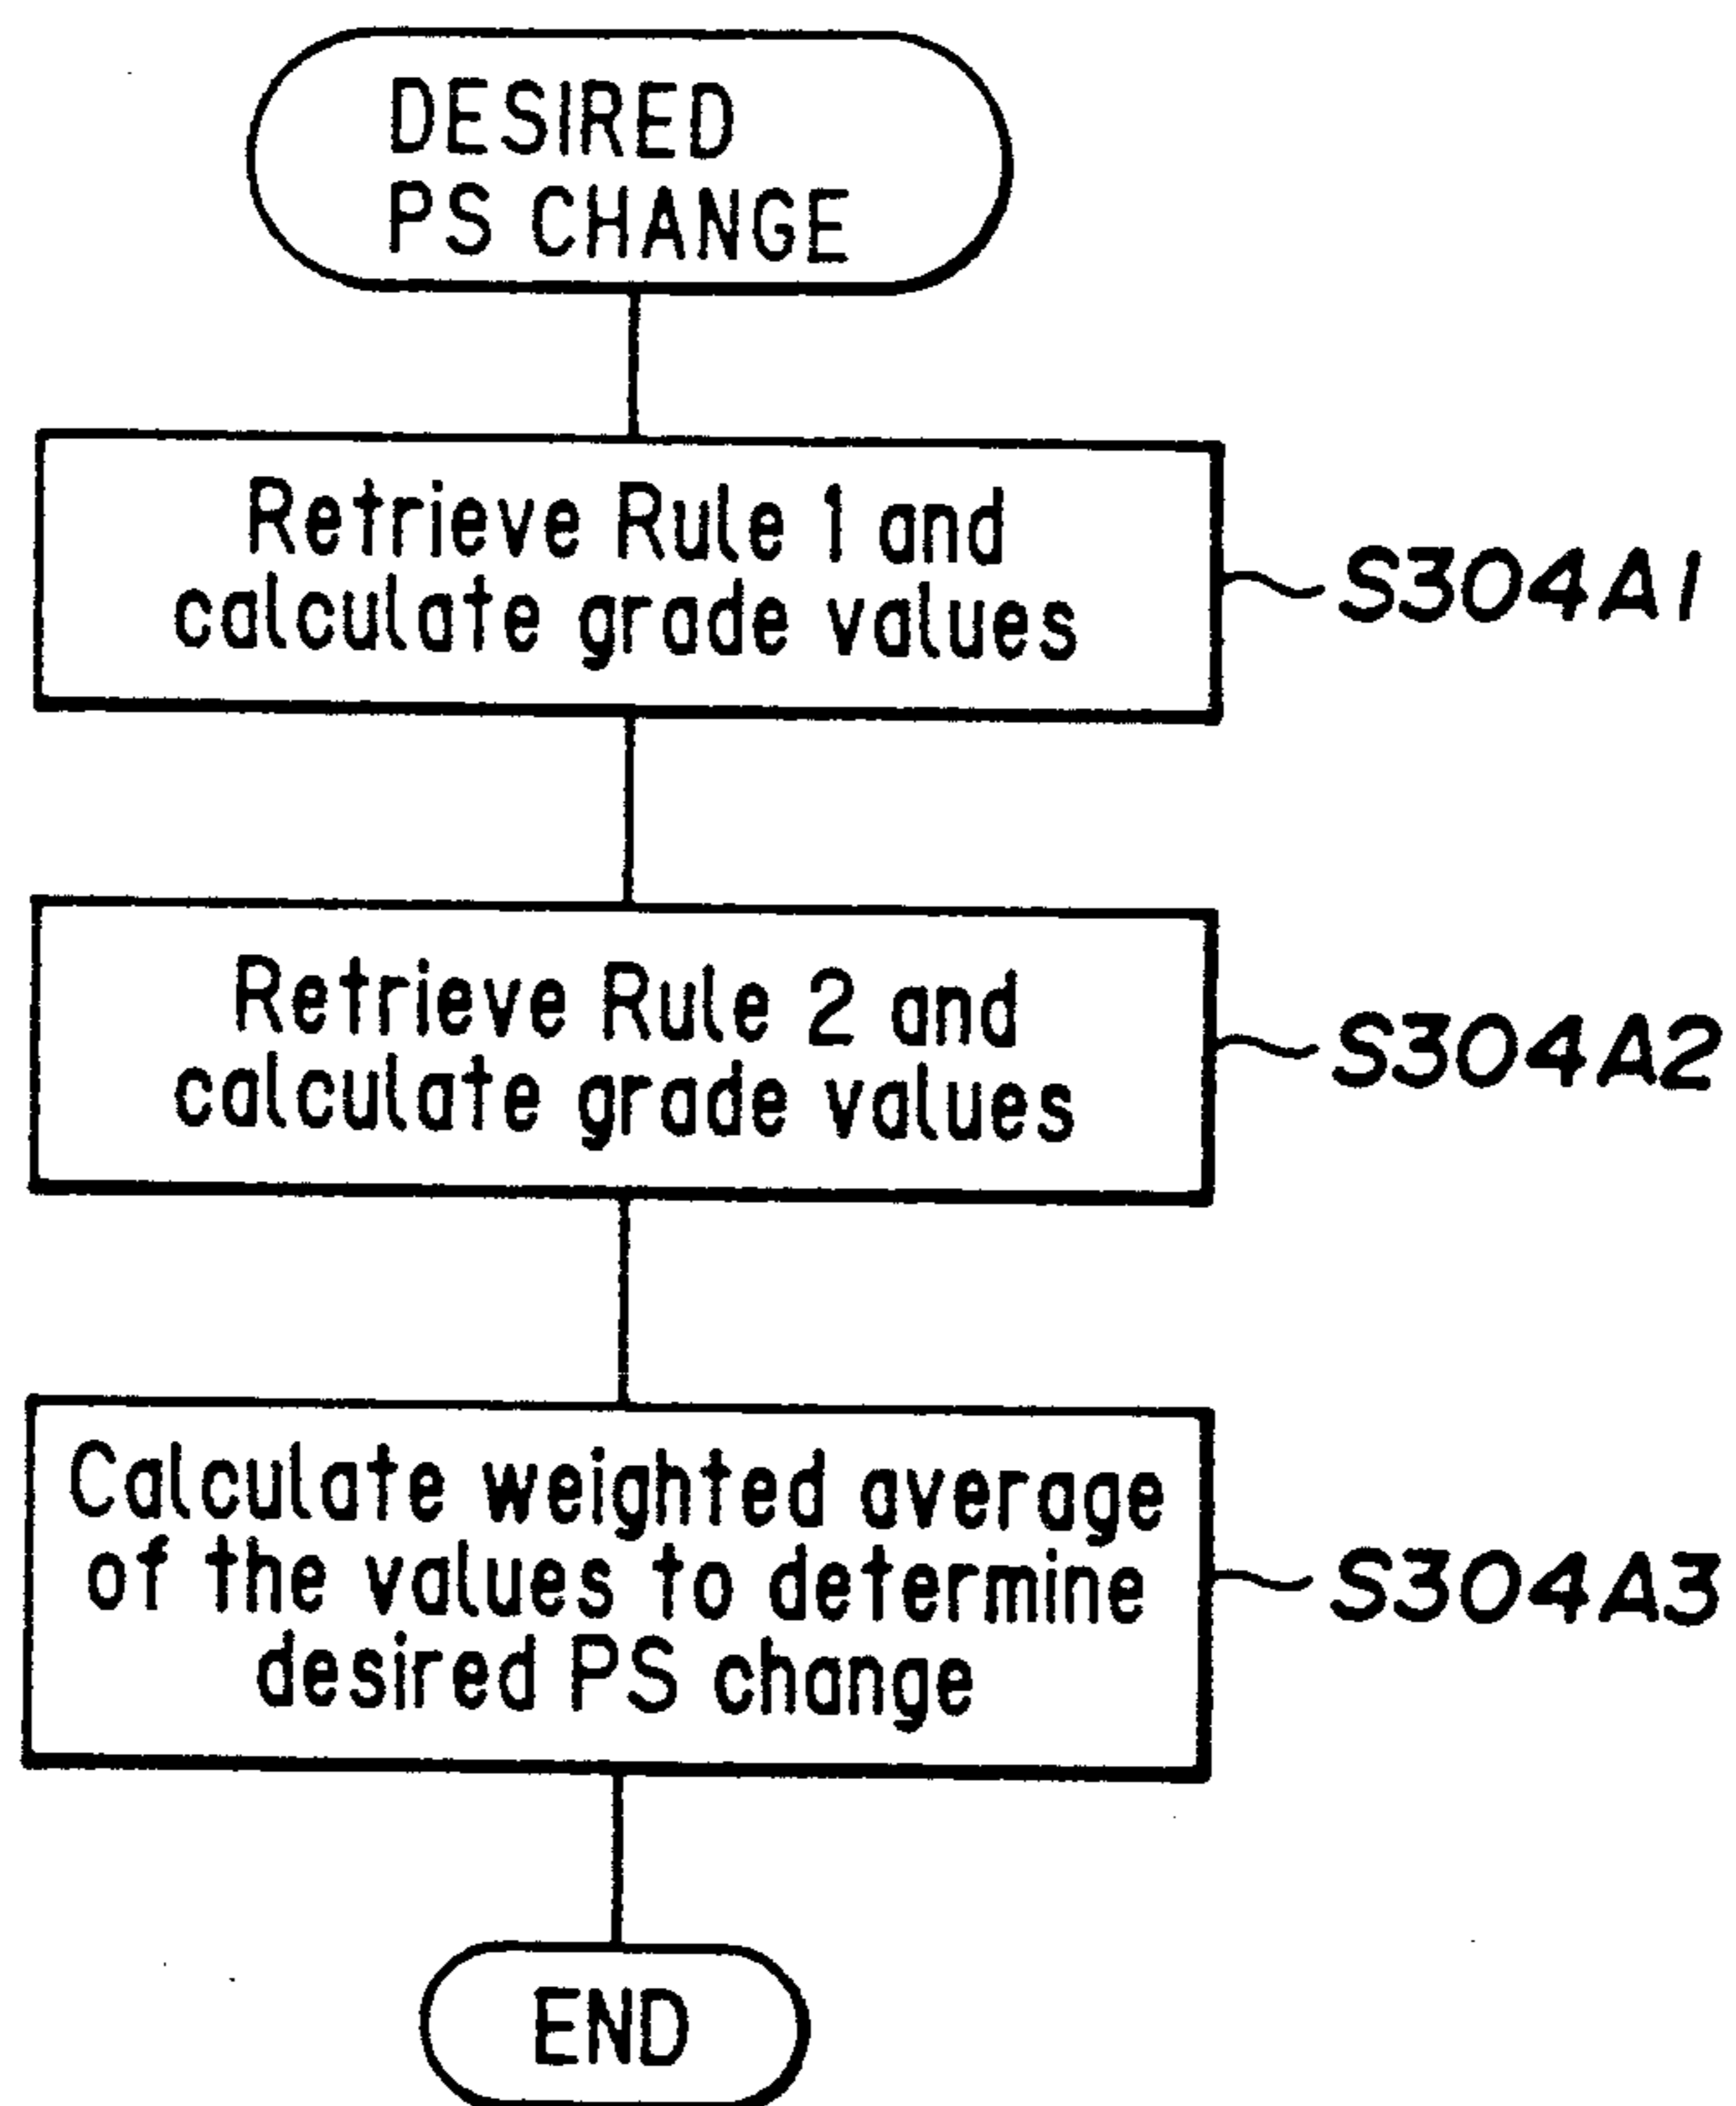 DESIRED
PS CHANGE
Retrieve Rule 1 and
calculate grade values
S304A1
Retrieve Rule 2 and
calculate grade values
S304A2
Calculate weighted average
of the values to determine
desired PS change
S304A3
END